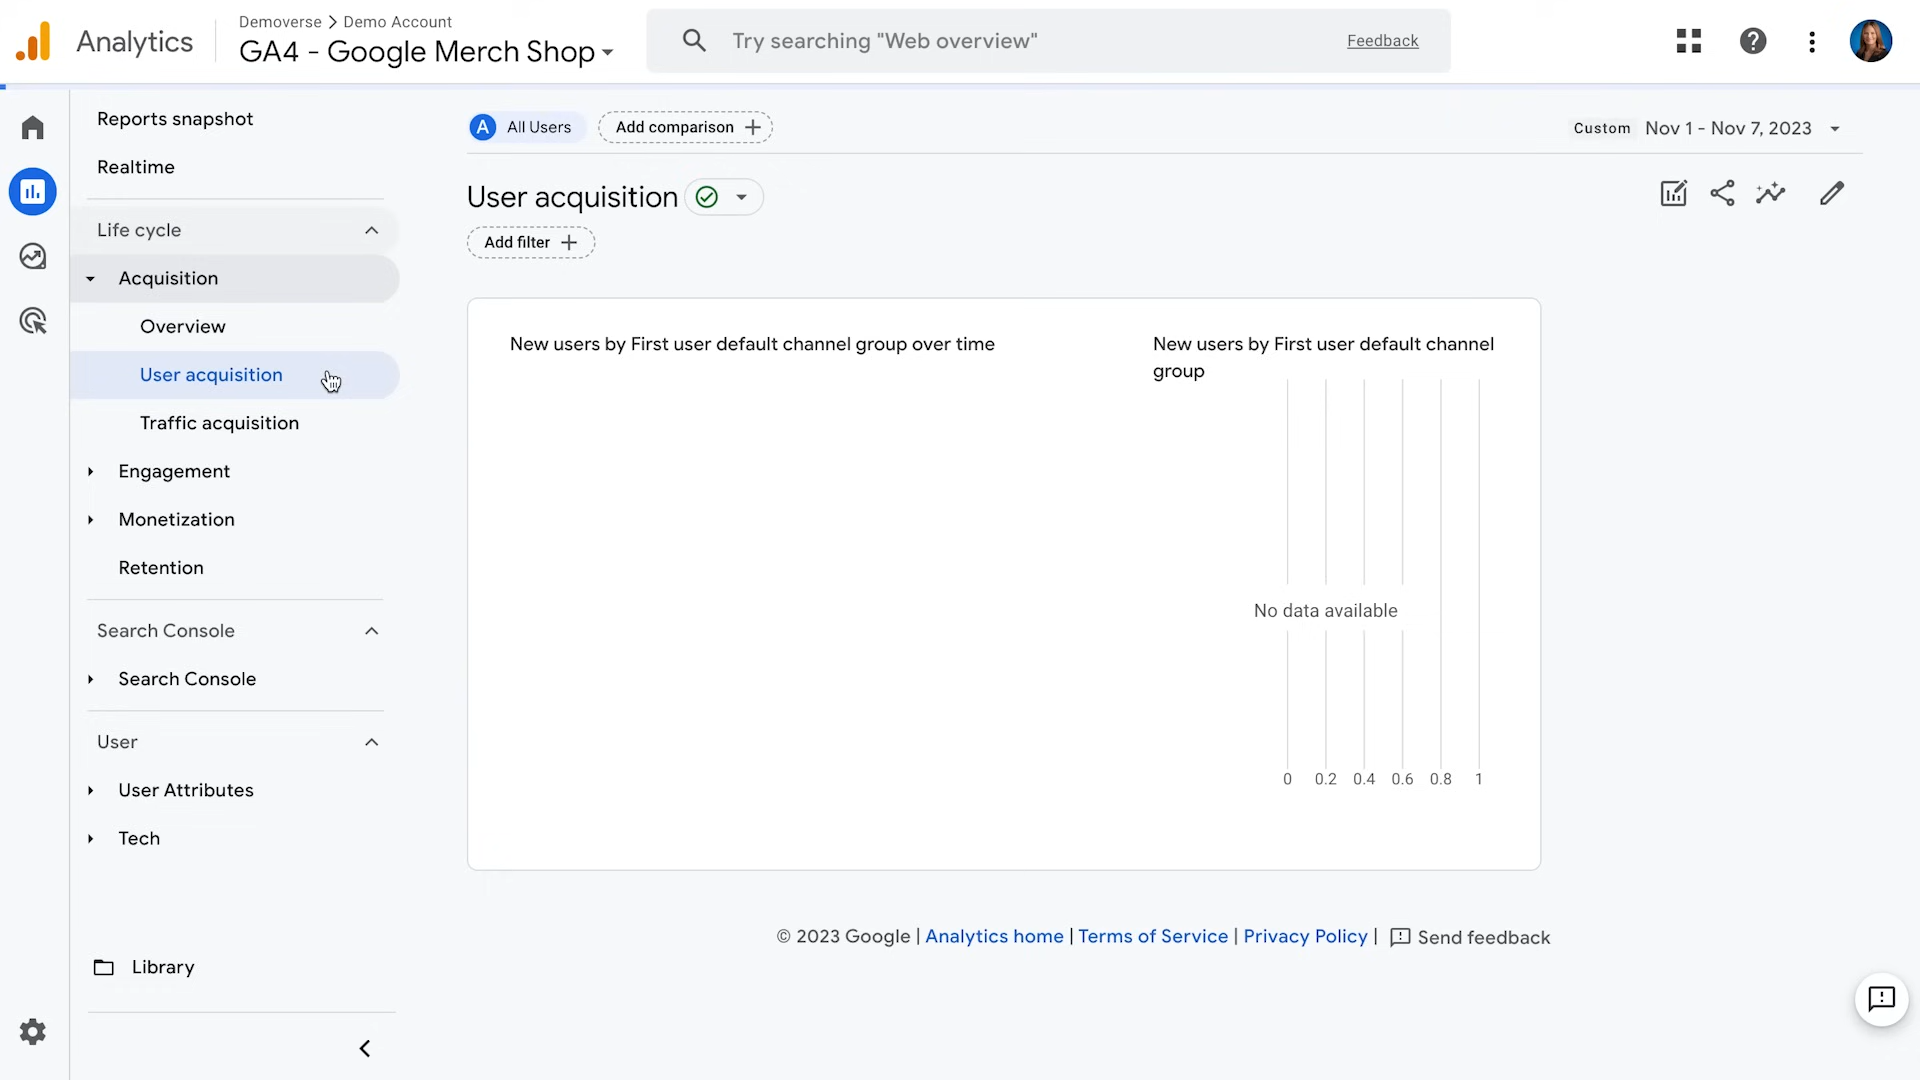 Analytics
Demoverse > Demo Account
GA4 - Google Merch Shop
Try searching "Web overview"
Feedback
Reports snapshot
Realtime
Life cycle
Acquisition
Overview
User acquisition
Traffic acquisition
Engagement
Monetization
Retention
Search Console
Search Console
User
User Attributes
Tech
Library
A All Users
Add comparison +
Custom Nov 1 - Nov 7, 2023
User acquisition
Add filter +
New users by First user default channel group over time
New users by First user default channel
group
No data available
0 0.2 0.4 0.6 0.8 1
© 2023 Google | Analytics home | Terms of Service | Privacy Policy | Send feedback